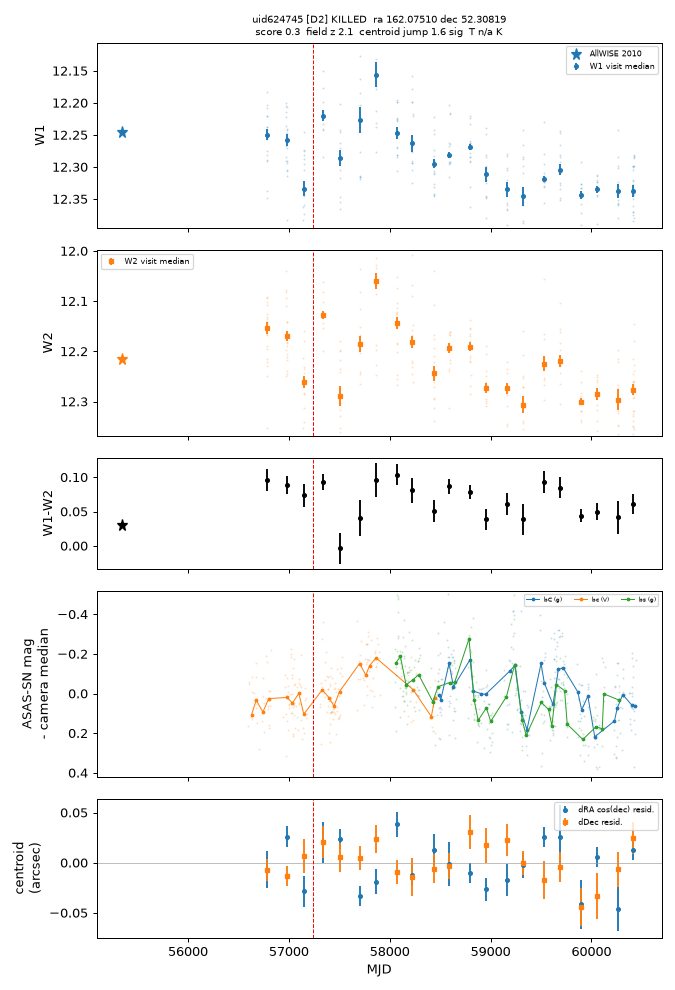 uid624745 [D2] KILLED ra 162.07510 dec 52.30819
score 0.3 field z 2.1 centroid jump 1.6 sig T n/a K
W1
12.15
12.20
12.25
12.30
12.35
AllWISE 2010
W1 visit median
W2
12.0
12.1
12.2
12.3
W2 visit median
W1-W2
0.10
0.05
0.00
ASAS-SN mag
- camera median
−0.4
−0.2
0.0
0.2
0.4
(g)
(V)
(g)
centroid
(arcsec)
0.05
0.00
−0.05
dRA cos(dec) resid.
dDec resid.
56000
57000
58000
59000
60000
MJD